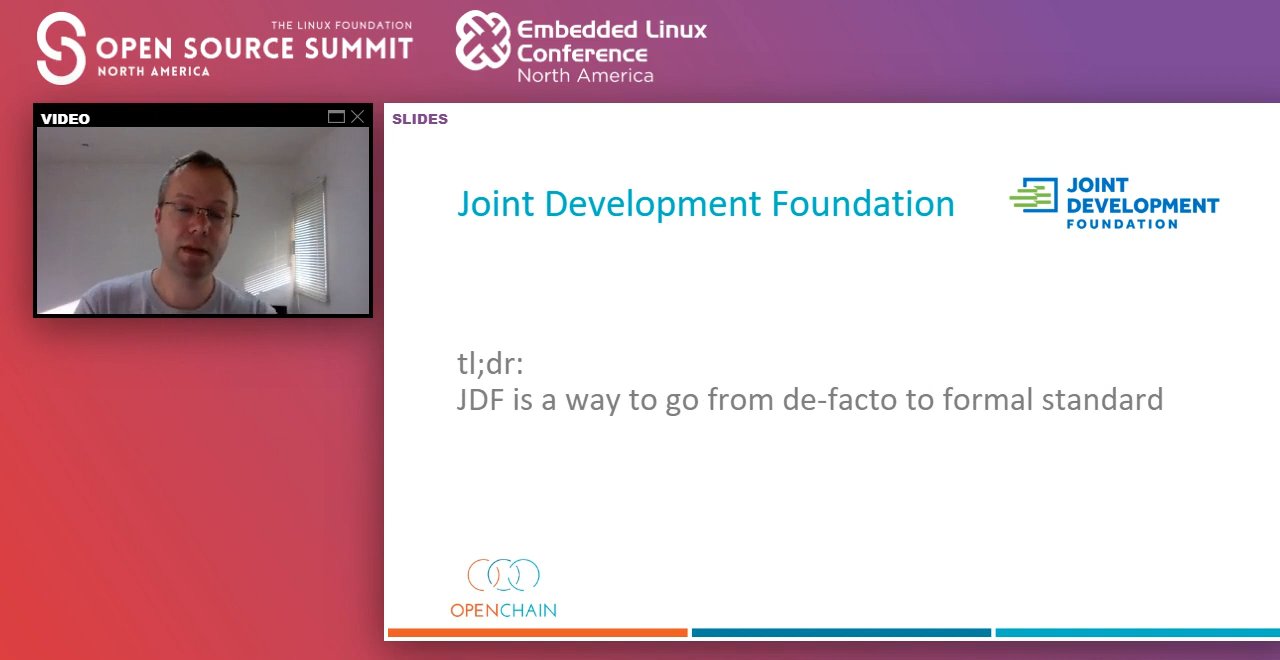 THE LINUX FOUNDATION
OPEN SOURCE SUMMIT
NORTH AMERICA
Embedded Linux
Conference
North America
VIDEO
SLIDES
Joint Development Foundation
JOINT
DEVELOPMENT
FOUNDATION
tl;dr:
JDF is a way to go from de-facto to formal standard
OPENCHAIN